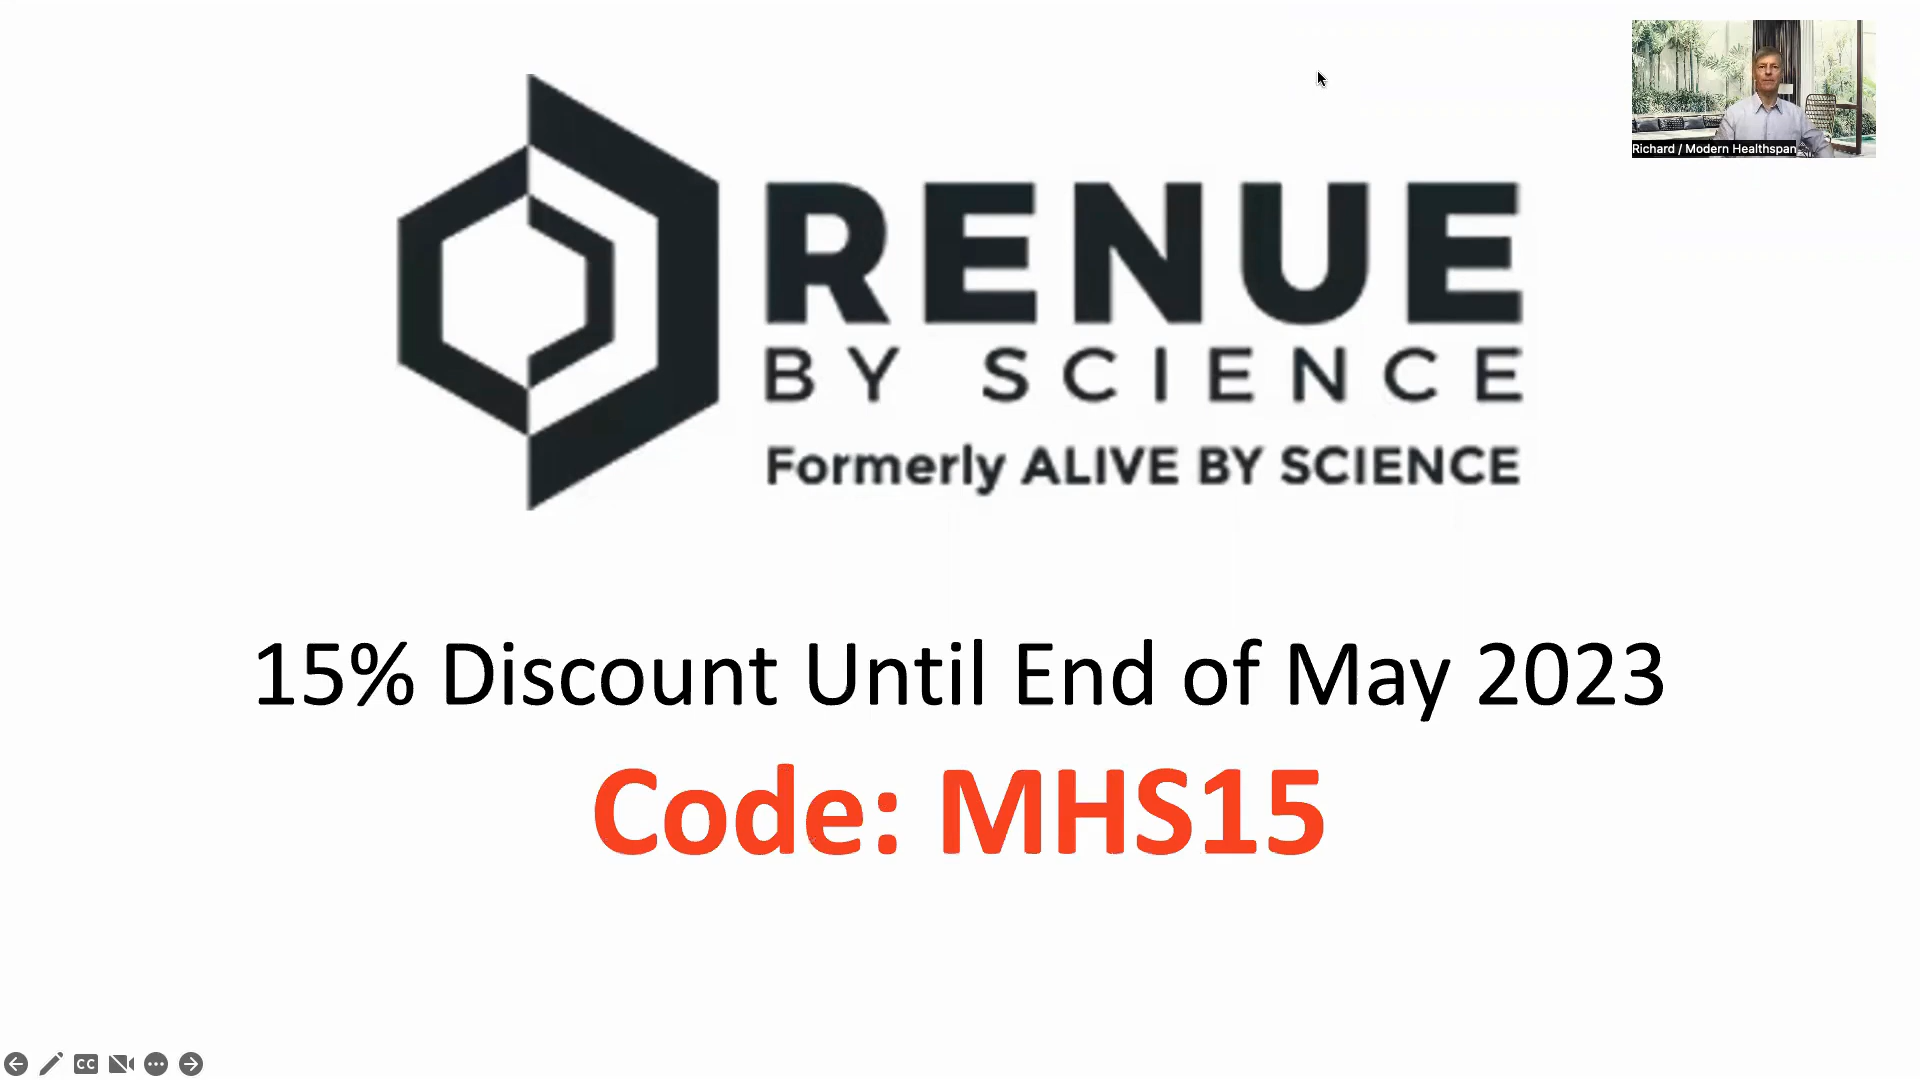 Richard / Modern Healthspan
RENUE
BY SCIENCE
Formerly ALIVE BY SCIENCE
15% Discount Until End of May 2023
Code: MHS15
CC